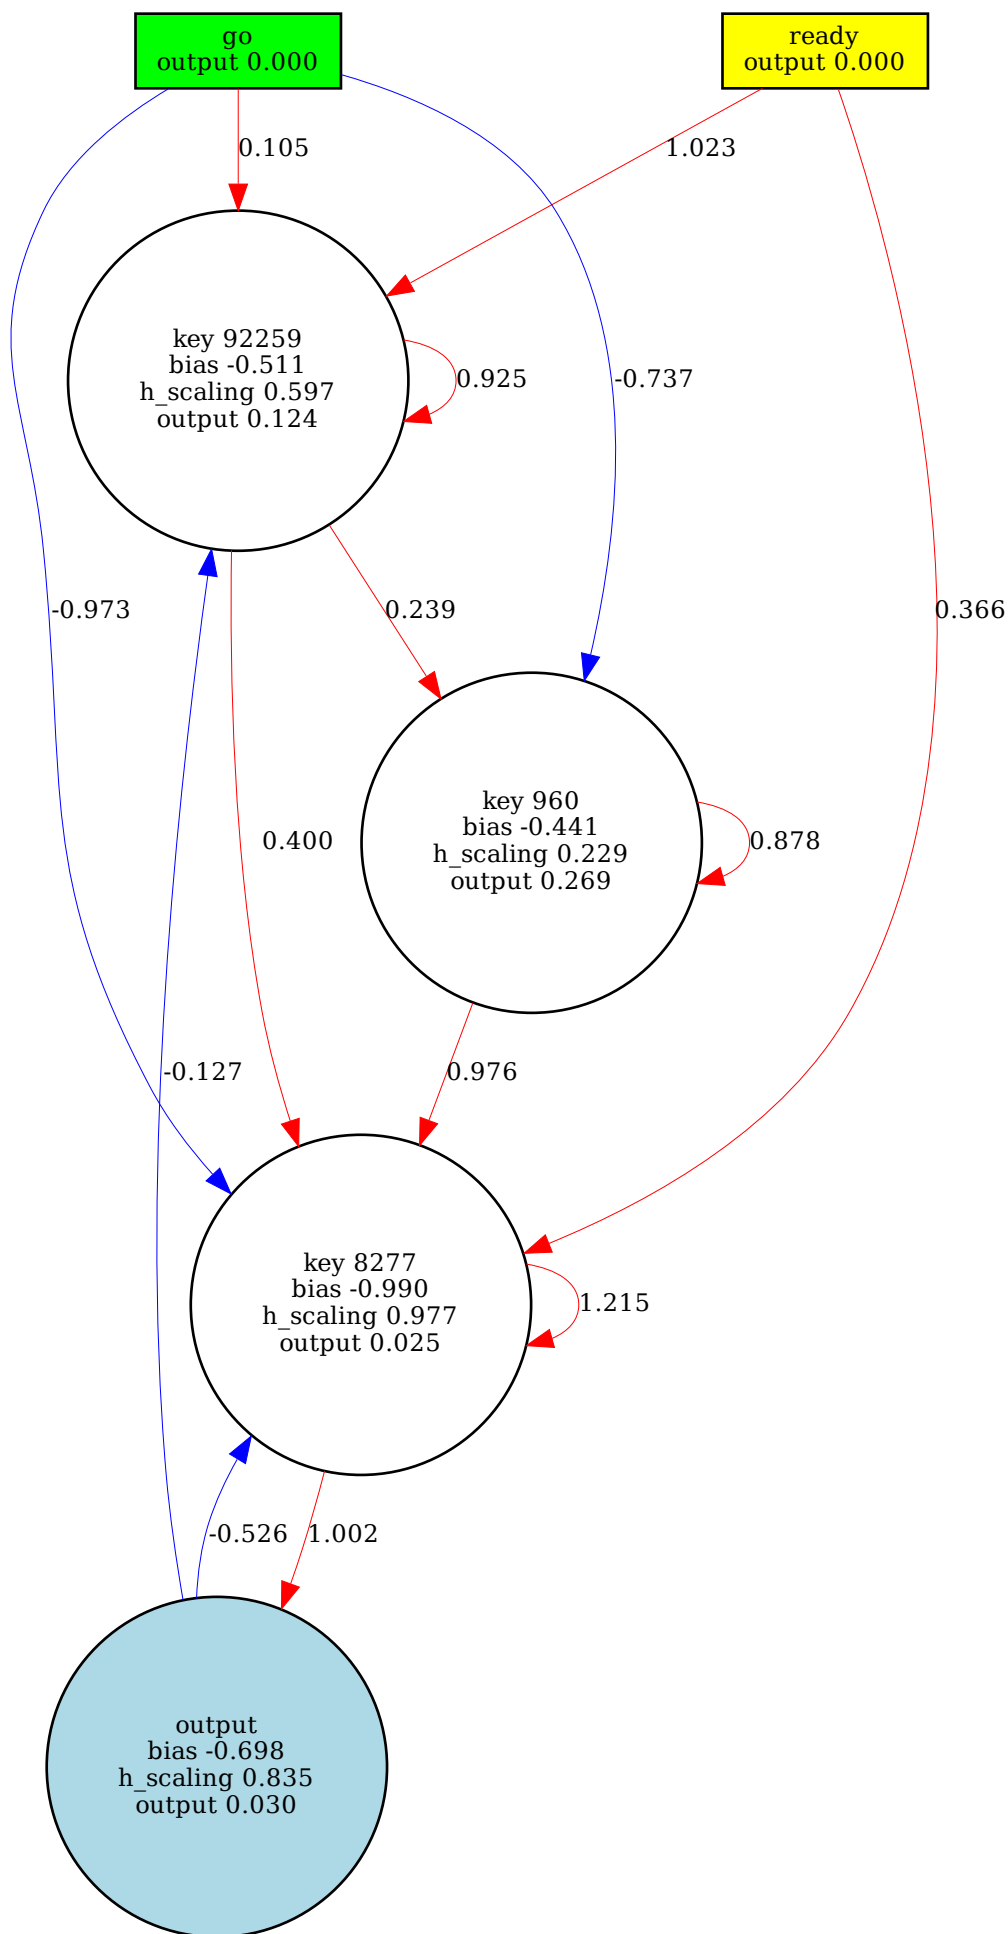 go
output 0.000
ready
output 0.000
0.105
1.023
key 92259
bias -0.511
h_scaling 0.597
output 0.124
0.925
-0.737
-0.973
0.239
0.366
key 960
bias -0.441
h_scaling 0.229
output 0.269
0.400
0.878
-0.127
0.976
key 8277
bias -0.990
h_scaling 0.977
output 0.025
1.215
-0.526
1.002
output
bias -0.698
h_scaling 0.835
output 0.030